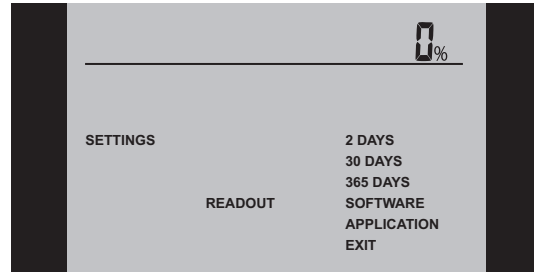 0%
SETTINGS 2 DAYS
30 DAYS
365 DAYS
READOUT SOFTWARE
APPLICATION
EXIT